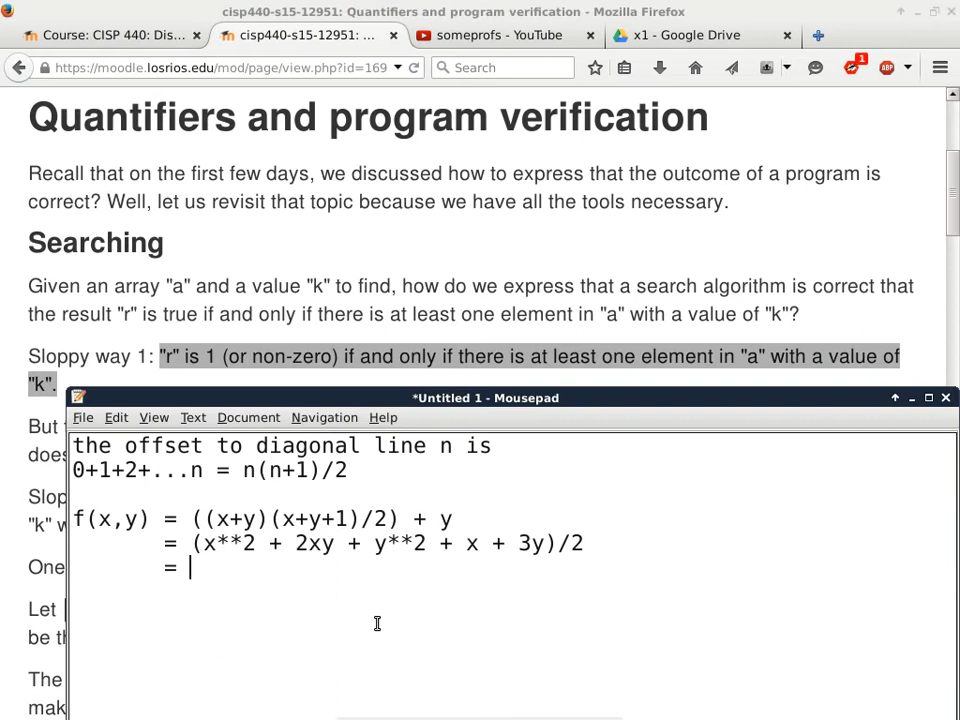 cisp440-s15-12951: Quantifiers and program verification - Mozilla Firefox
Course: CISP 440: Dis... × cisp440-s15-12951: ... × someprofs - YouTube × x1 - Google Drive ×
https://moodle.losrios.edu/mod/page/view.php?id=169 Search 1 ABP
Quantifiers and program verification
Recall that on the first few days, we discussed how to express that the outcome of a program is
correct? Well, let us revisit that topic because we have all the tools necessary.
Searching
Given an array "a" and a value "k" to find, how do we express that a search algorithm is correct that
the result "r" is true if and only if there is at least one element in "a" with a value of "k"?
Sloppy way 1: "r" is 1 (or non-zero) if and only if there is at least one element in "a" with a value of
"k".
But
does
Slop
"k" w
One
Let
be th
The
mak
*Untitled 1 - Mousepad
File Edit View Text Document Navigation Help
the offset to diagonal line n is
0+1+2+...n = n(n+1)/2
f(x,y) = ((x+y)(x+y+1)/2) + y
= (x**2 + 2xy + y**2 + x + 3y)/2
=